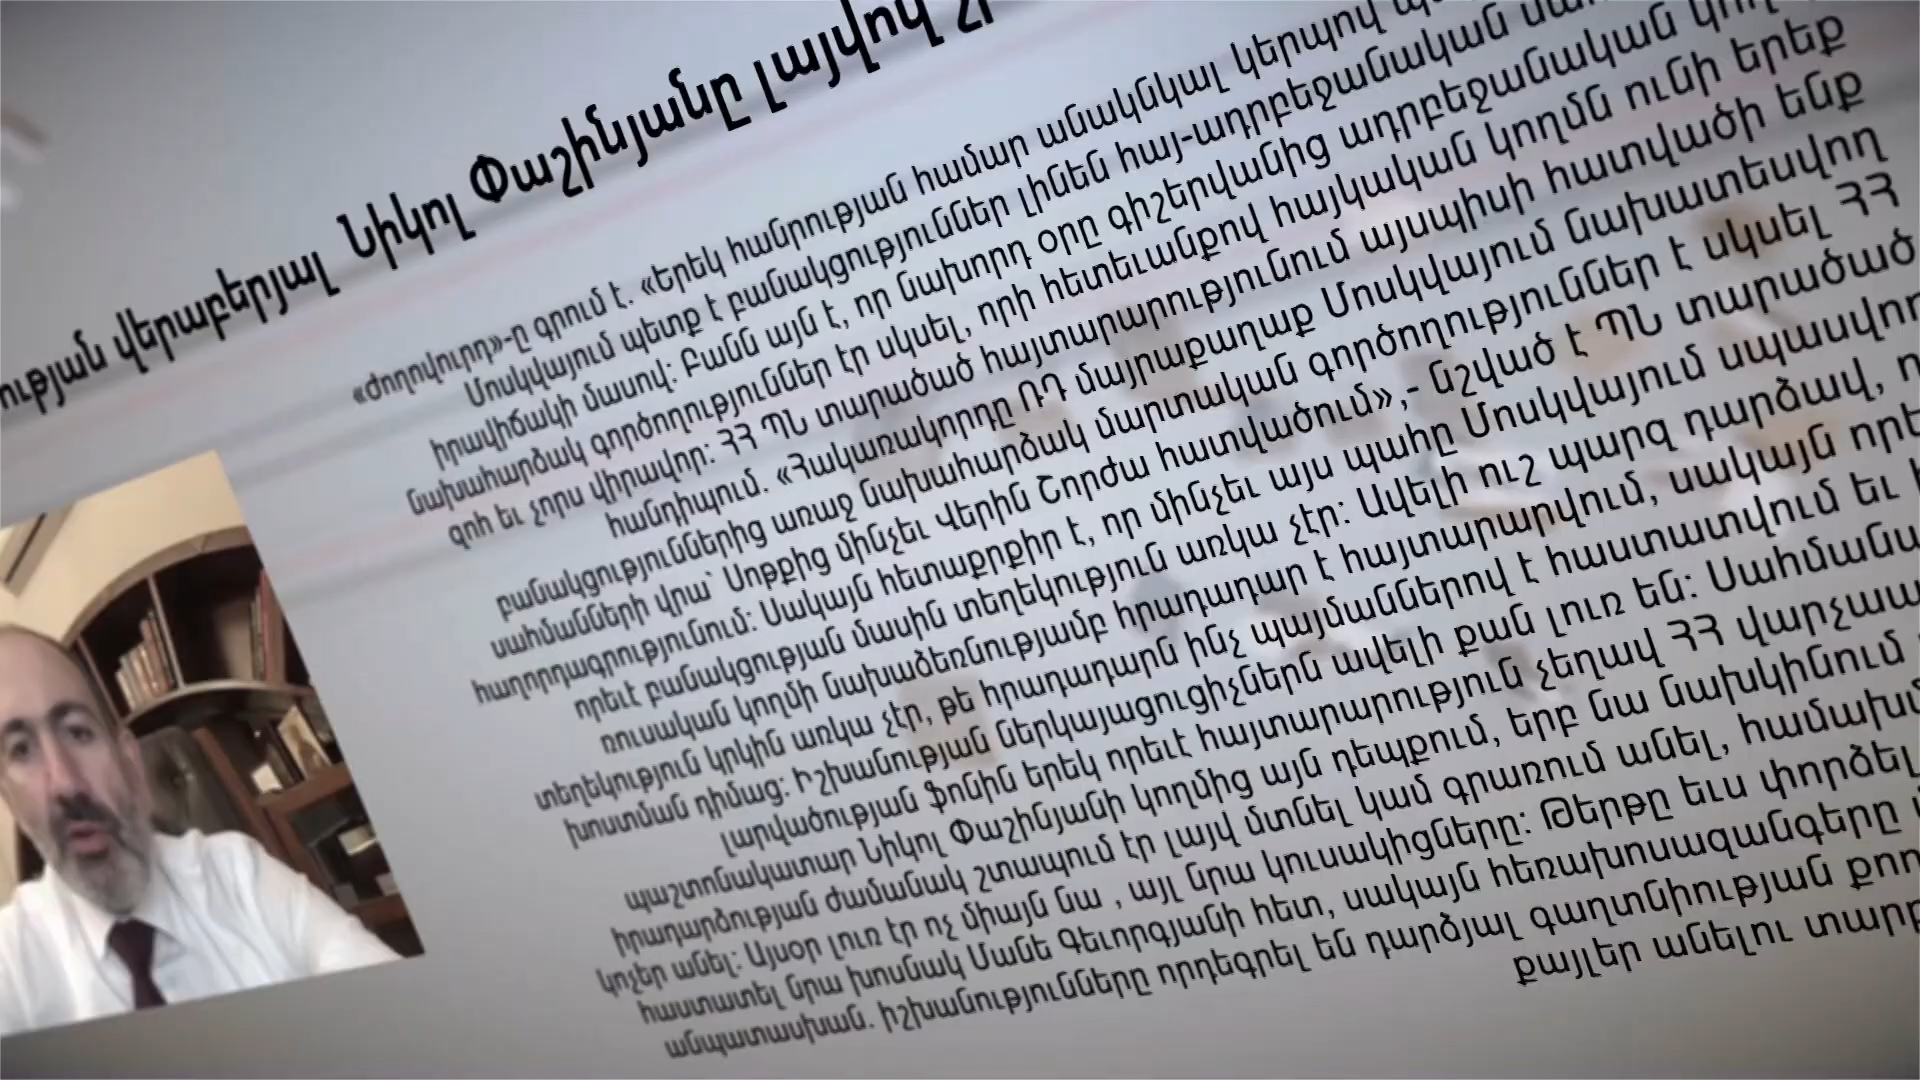 ության վերաբերյալ Նիկոլ Փաշինյանը լայվով
«Ժողովուրդ»-ը գրում է. «Երեկ հանրության համար անակնկալ կերպով
Մոսկվայում պետք է բանակցություններ լինեն հայ-ադրբեջանական
իրավիճակի մասով: Բանն այն է, որ նախորդ օրը գիշերվանից ադրբեջանական
նախահարձակ գործողություններ էր սկսել, որի հետեւանքով հայկական կողմն ունի երեք
զոհ եւ չորս վիրավոր: ՀՀ ՊՆ տարածած հայտարարությունում այսպիսի հատվածի ենք
հանդիպում. «Հակառակորդը ՌԴ մայրաքաղաք Մոսկվայում նախատեսվող
բանակցություններից առաջ նախահարձակ մարտական գործողություններ է սկսել ՀՀ
սահմանների վրա` Սոթքից մինչեւ Վերին Շորժա հատվածում»,- նշված է ՊՆ տարածած
հաղորդագրությունում: Սակայն հետաքրքիր է, որ մինչեւ այս պահը Մոսկվայում սպասվող
որեւէ բանակցության մասին տեղեկություն առկա չէր: Ավելի ուշ պարզ դարձավ,
ռուսական կողմի նախաձեռնությամբ հրադադար է հայտարարվում, սակայն որեւէ
տեղեկություն կրկին առկա չէր, թե հրադադարն ինչ պայմաններով է հաստատվում եւ
խոստման դիմաց: Իշխանության ներկայացուցիչներն ավելի քան լուռ են: Սահմանա
լարվածության ֆոնին երեկ որեւէ հայտարարություն չեղավ ՀՀ վարչապ
պաշտոնակատար Նիկոլ Փաշինյանի կողմից այն դեպքում, երբ նա նախկինում
իրադարձության ժամանակ շտապում էր լայվ մտնել կամ գրառում անել, համախմ
կոչեր անել: Այսօր լուռ էր ոչ միայն նա , այլ նրա կուսակիցները: Թերթը եւս փորձել
հաստատել նրա խոսնակ Մանե Գեւորգյանի հետ, սակայն հեռախոսազանգերը
անպատասխան. իշխանությունները որդեգրել են դարձյալ գաղտնիության քող
քայլեր անելու տարբ